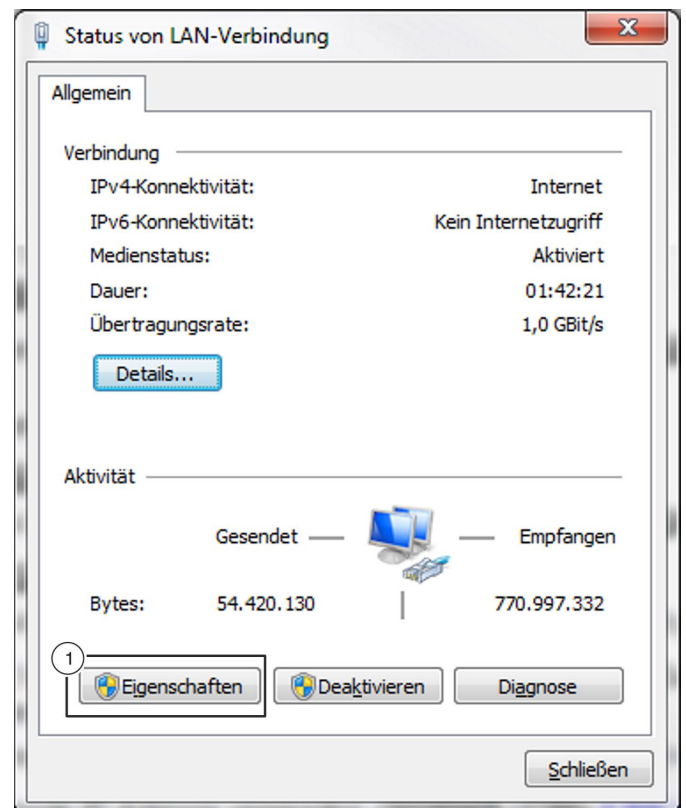 Status von LAN-Verbindung
Allgemein
Verbindung
IPv4-Konnektivität: Internet
IPv6-Konnektivität: Kein Internetzugriff
Medienstatus: Aktiviert
Dauer: 01:42:21
Übertragungsrate: 1,0 GBit/s
Details...
Aktivität
Gesendet Empfangen
Bytes: 54.420.130 770.997.332
1
Eigenschaften Deaktivieren Diagnose
Schließen